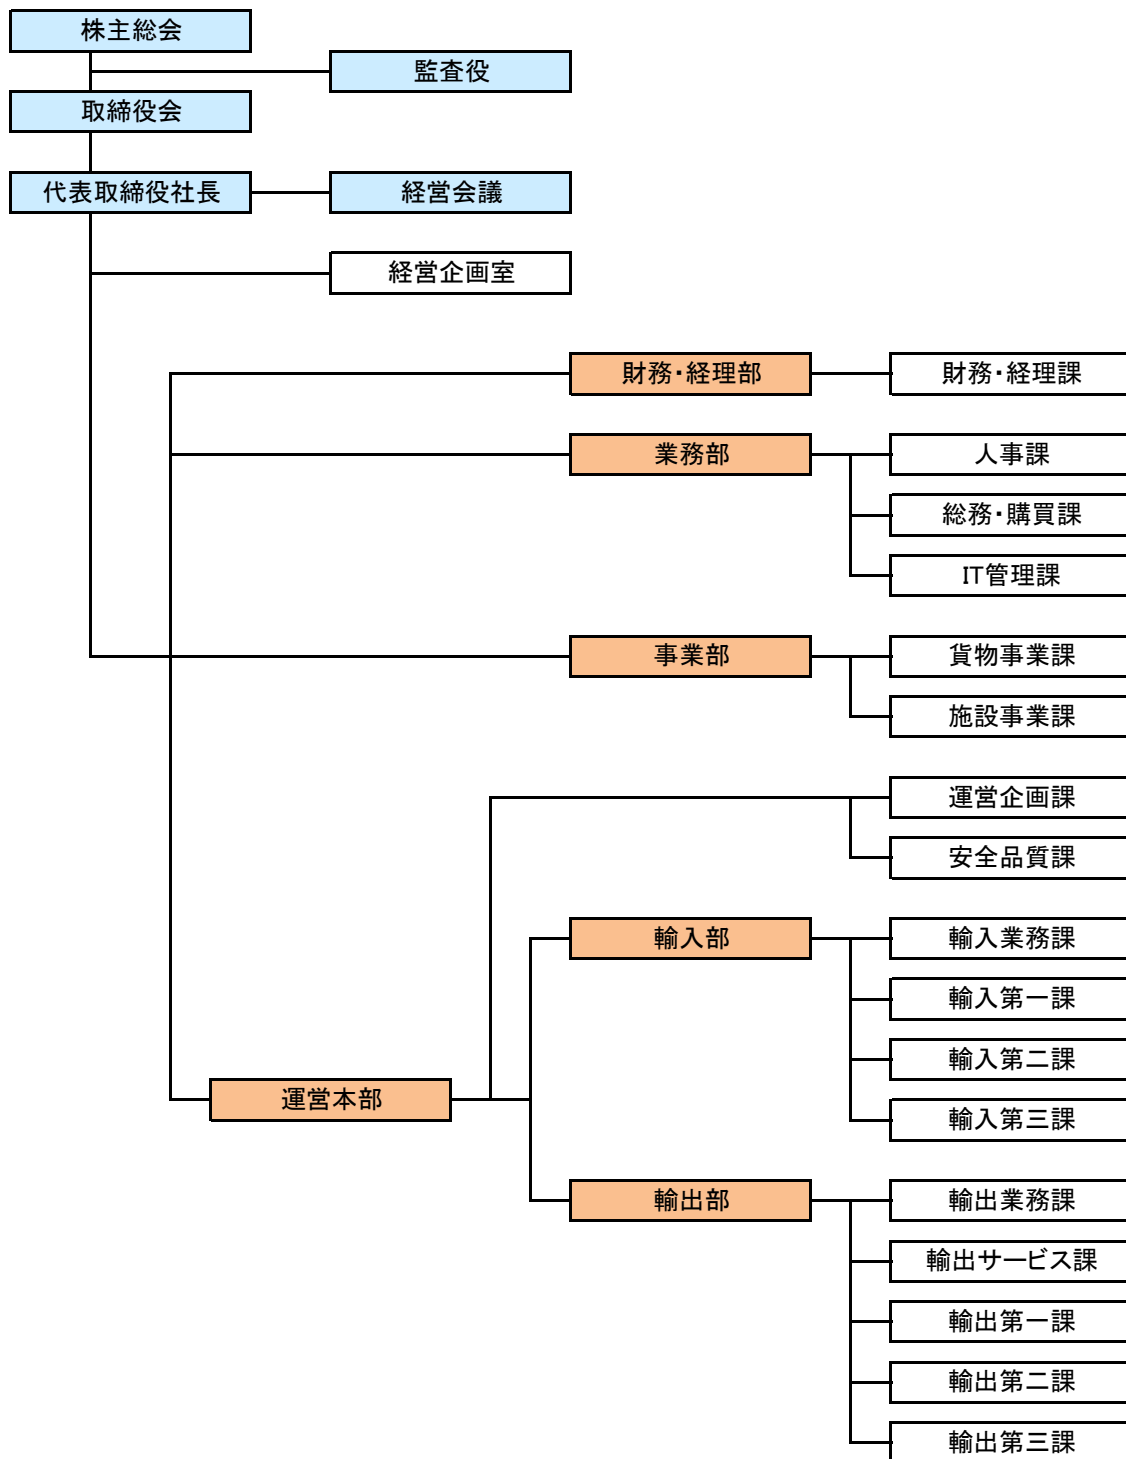 株主総会
監査役
取締役会
代表取締役社長
経営会議
経営企画室
財務・経理部
財務・経理課
業務部
人事課
総務・購買課
IT管理課
事業部
貨物事業課
施設事業課
運営企画課
安全品質課
輸入部
輸入業務課
輸入第一課
輸入第二課
運営本部
輸入第三課
輸出部
輸出業務課
輸出サービス課
輸出第一課
輸出第二課
輸出第三課